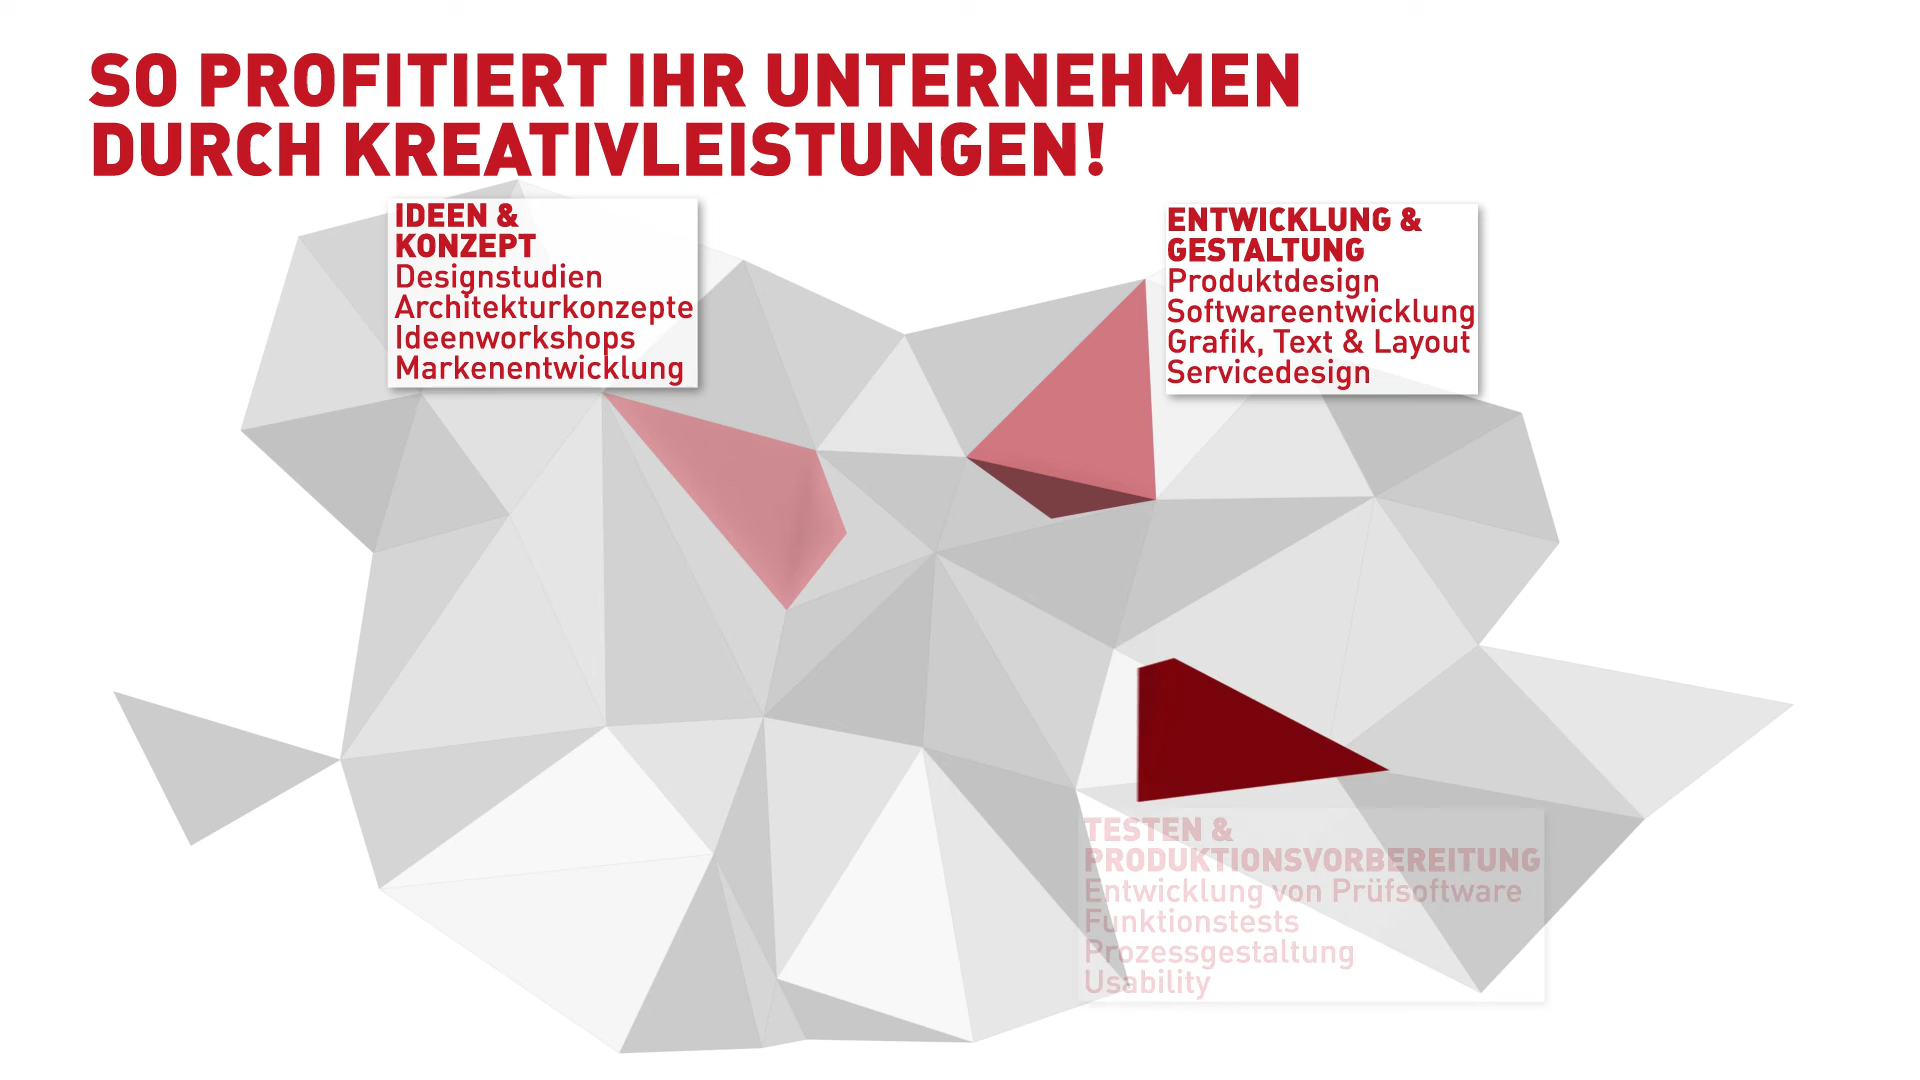 SO PROFITIERT IHR UNTERNEHMEN
DURCH KREATIVLEISTUNGEN!
IDEEN &
KONZEPT
Designstudien
Architekturkonzepte
Ideenworkshops
Markenentwicklung
ENTWICKLUNG &
GESTALTUNG
Produktdesign
Softwareentwicklung
Grafik, Text & Layout
Servicedesign
TESTEN &
PRODUKTIONSVORBEREITUNG
Entwicklung von Prüfsoftware
Funktionstests
Prozessgestaltung
Usability